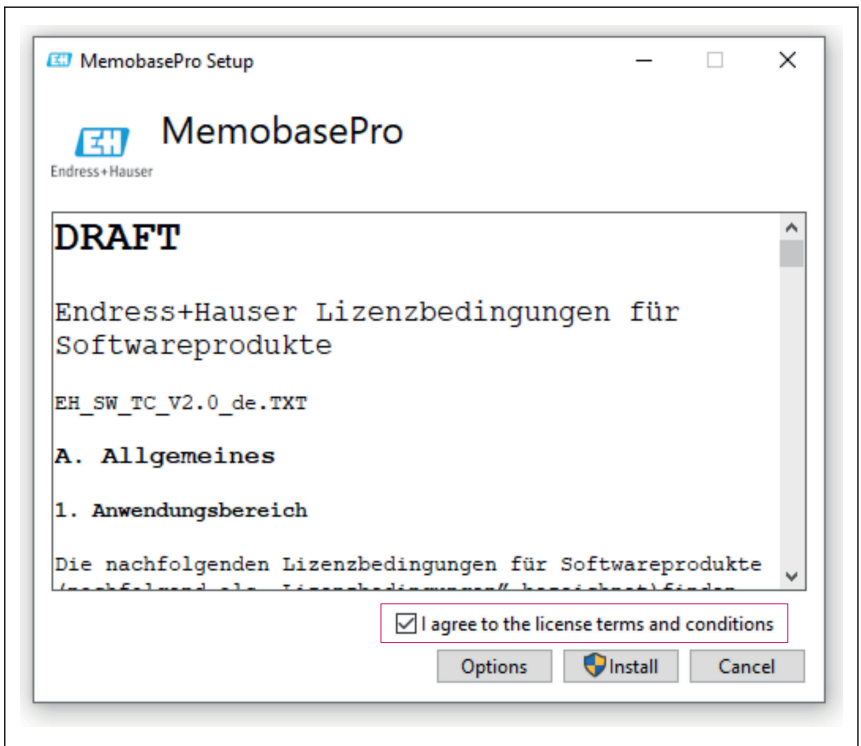 MemobasePro Setup
MemobasePro
Endress+Hauser
DRAFT
Endress+Hauser Lizenzbedingungen für
Softwareprodukte
EH_SW_TC_V2.0_de.TXT
A. Allgemeines
1. Anwendungsbereich
Die nachfolgenden Lizenzbedingungen für Softwareprodukte
I agree to the license terms and conditions
Options Install Cancel